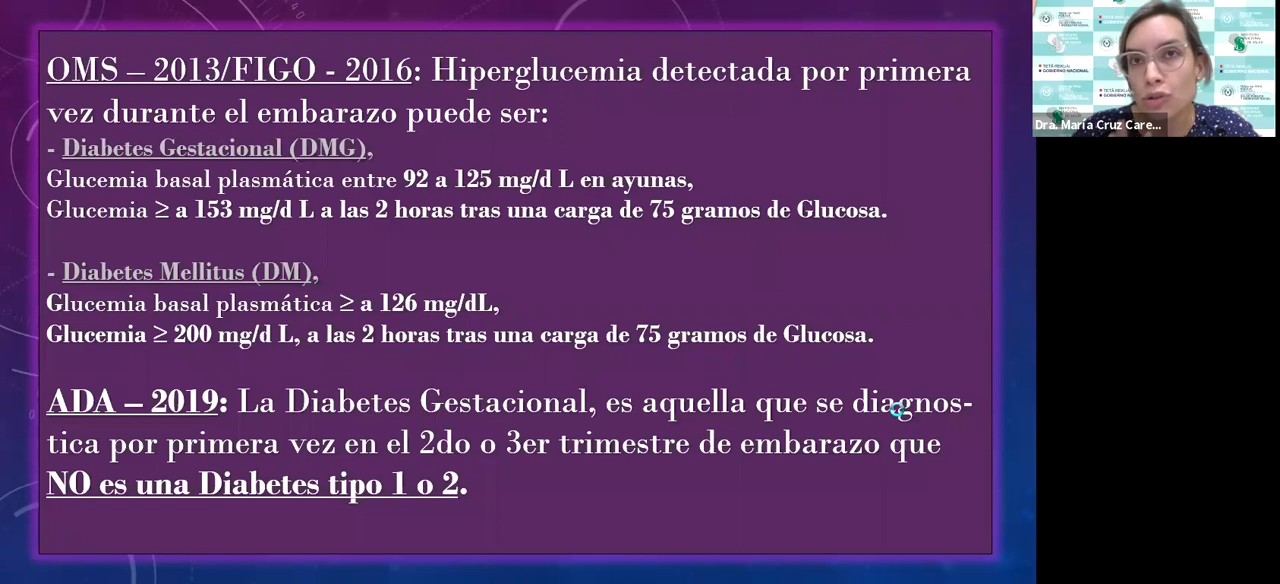 OMS – 2013/FIGO - 2016: Hiperglucemia detectada por primera
vez durante el embarazo puede ser:
- Diabetes Gestacional (DMG),
Glucemia basal plasmática entre 92 a 125 mg/d L en ayunas,
Glucemia ≥ a 153 mg/d L a las 2 horas tras una carga de 75 gramos de Glucosa.
- Diabetes Mellitus (DM),
Glucemia basal plasmática ≥ a 126 mg/dL,
Glucemia ≥ 200 mg/d L, a las 2 horas tras una carga de 75 gramos de Glucosa.
ADA – 2019: La Diabetes Gestacional, es aquella que se diagnos-
tica por primera vez en el 2do o 3er trimestre de embarazo que
NO es una Diabetes tipo 1 o 2.
Dra. María Cruz Care...
GOBIERNO NACIONAL